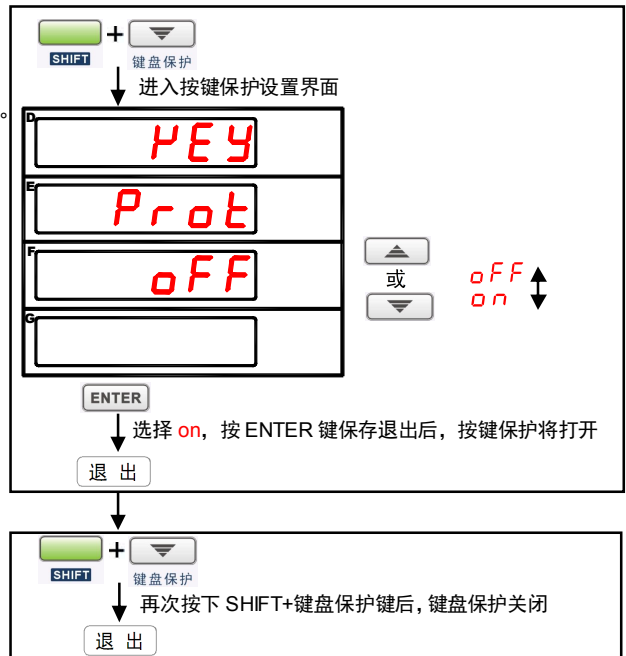 +
SHIFT 键盘保护
进入按键保护设置界面
。
D
KEY
E
Prot
F
oFF
或
oFF
on
G
ENTER
选择 on，按 ENTER 键保存退出后，按键保护将打开
退 出
+
SHIFT 键盘保护
再次按下 SHIFT+键盘保护键后，键盘保护关闭
退 出